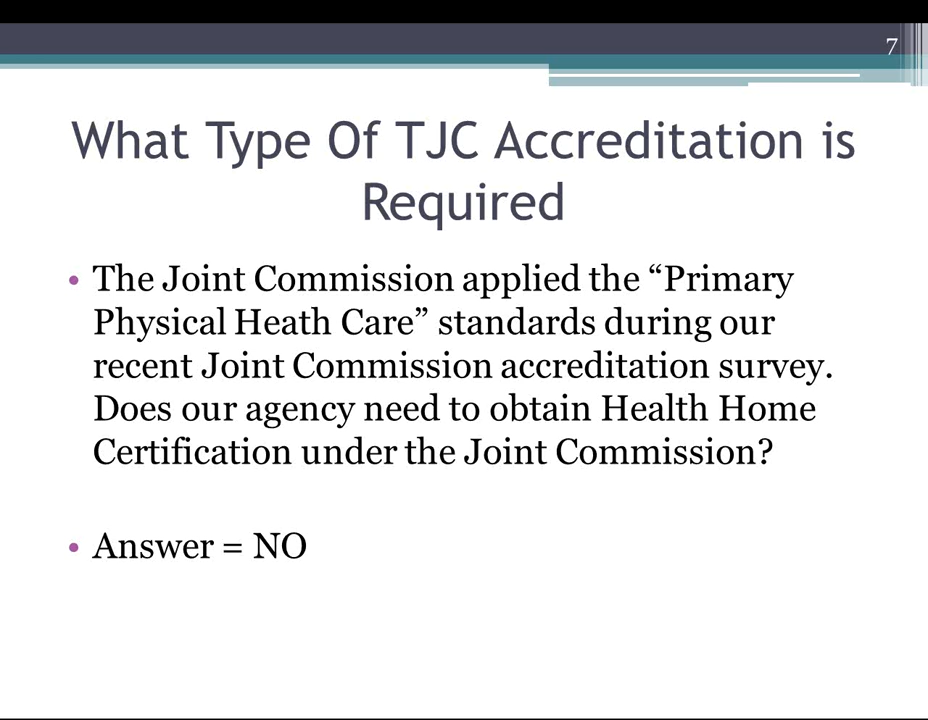 7
What Type Of TJC Accreditation is
Required
• The Joint Commission applied the “Primary
Physical Heath Care” standards during our
recent Joint Commission accreditation survey.
Does our agency need to obtain Health Home
Certification under the Joint Commission?
• Answer = NO